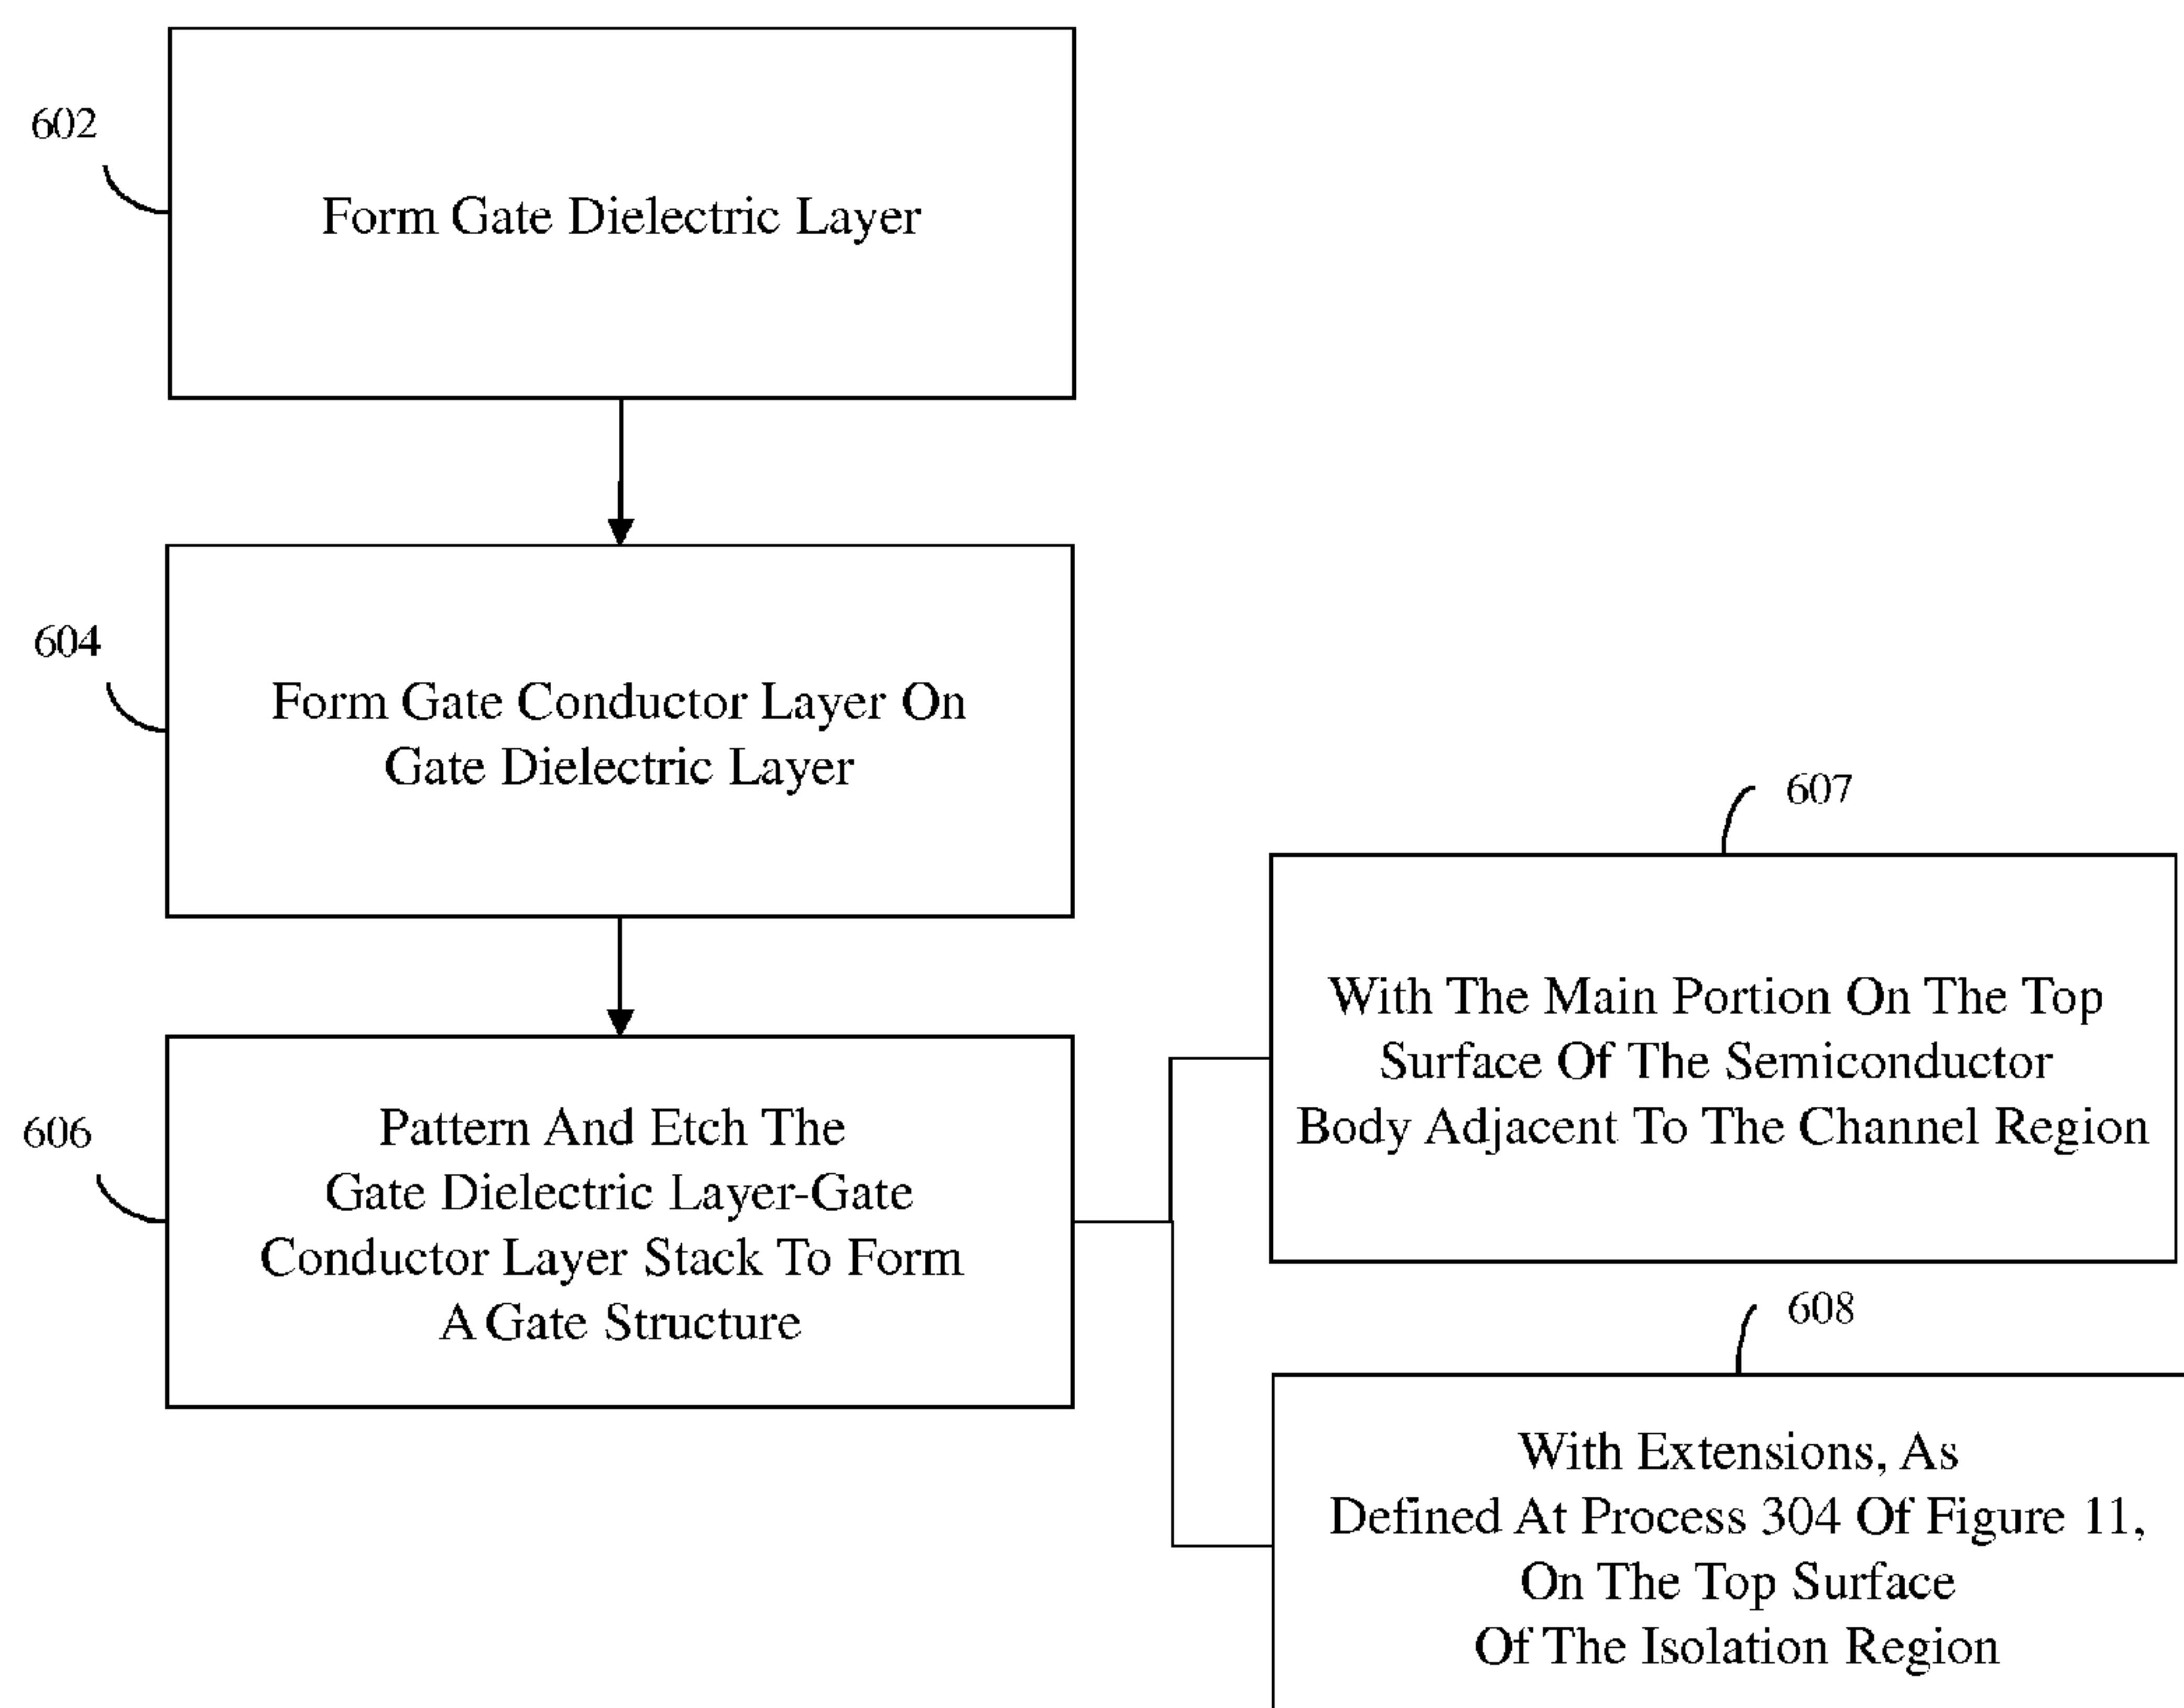 602
Form Gate Dielectric Layer
604
Form Gate Conductor Layer On
Gate Dielectric Layer
606
Pattern And Etch The
Gate Dielectric Layer-Gate
Conductor Layer Stack To Form
A Gate Structure
607
With The Main Portion On The Top
Surface Of The Semiconductor
Body Adjacent To The Channel Region
608
With Extensions, As
Defined At Process 304 Of Figure 11,
On The Top Surface
Of The Isolation Region